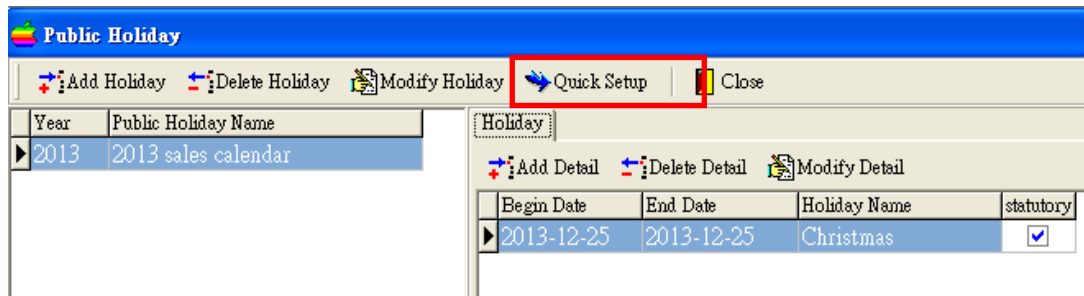 Public Holiday
Add Holiday Delete Holiday Modify Holiday Quick Setup Close
Year Public Holiday Name
2013 2013 sales calendar
Holiday
Add Detail Delete Detail Modify Detail
Begin Date End Date Holiday Name statutory
2013-12-25 2013-12-25 Christmas